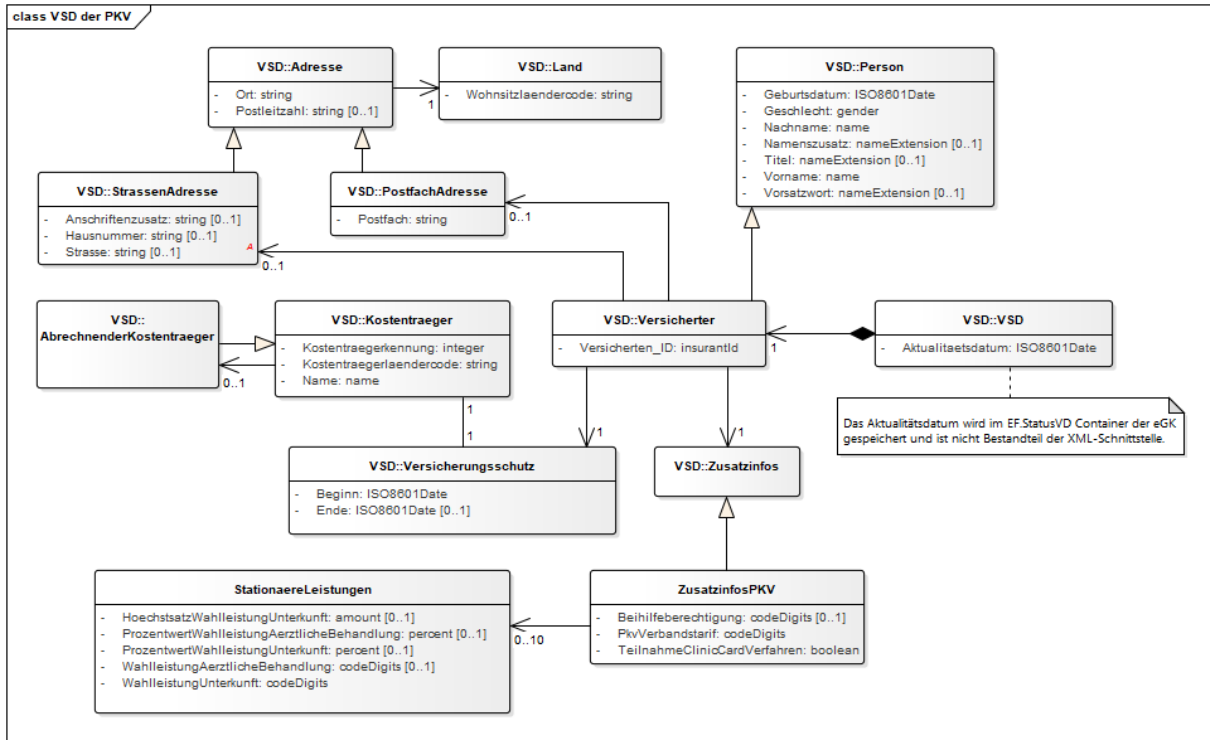 class VSD der PKV
VSD::Adresse
- Ort: string
- Postleitzahl: string [0..1]
1
VSD::Land
- Wohnsitzlaendercode: string
VSD::Person
- Geburtsdatum: ISO8601Date
- Geschlecht: gender
- Nachname: name
- Namenszusatz: nameExtension [0..1]
- Titel: nameExtension [0..1]
- Vorname: name
- Vorsatzwort: nameExtension [0..1]
VSD::StrassenAdresse
- Anschriftenzusatz: string [0..1]
- Hausnummer: string [0..1]
- Strasse: string [0..1]
A
0..1
VSD::PostfachAdresse
- Postfach: string
0..1
VSD::
AbrechnenderKostentraeger
0..1
VSD::Kostentraeger
- Kostentraegerkennung: integer
- Kostentraegerlaendercode: string
- Name: name
1
1
VSD::Versicherter
- Versicherten_ID: insurantId
1
1
1
VSD::VSD
- Aktualitaetsdatum: ISO8601Date
Das Aktualitätsdatum wird im EF.StatusVD Container der eGK
gespeichert und ist nicht Bestandteil der XML-Schnittstelle.
VSD::Versicherungsschutz
- Beginn: ISO8601Date
- Ende: ISO8601Date [0..1]
VSD::Zusatzinfos
StationaereLeistungen
- HoechstsatzWahlleistungUnterkunft: amount [0..1]
- ProzentwertWahlleistungAerztlicheBehandlung: percent [0..1]
- ProzentwertWahlleistungUnterkunft: percent [0..1]
- WahlleistungAerztlicheBehandlung: codeDigits [0..1]
- WahlleistungUnterkunft: codeDigits
0..10
ZusatzinfosPKV
- Beihilfeberechtigung: codeDigits [0..1]
- PkvVerbandstarif: codeDigits
- TeilnahmeClinicCardVerfahren: boolean